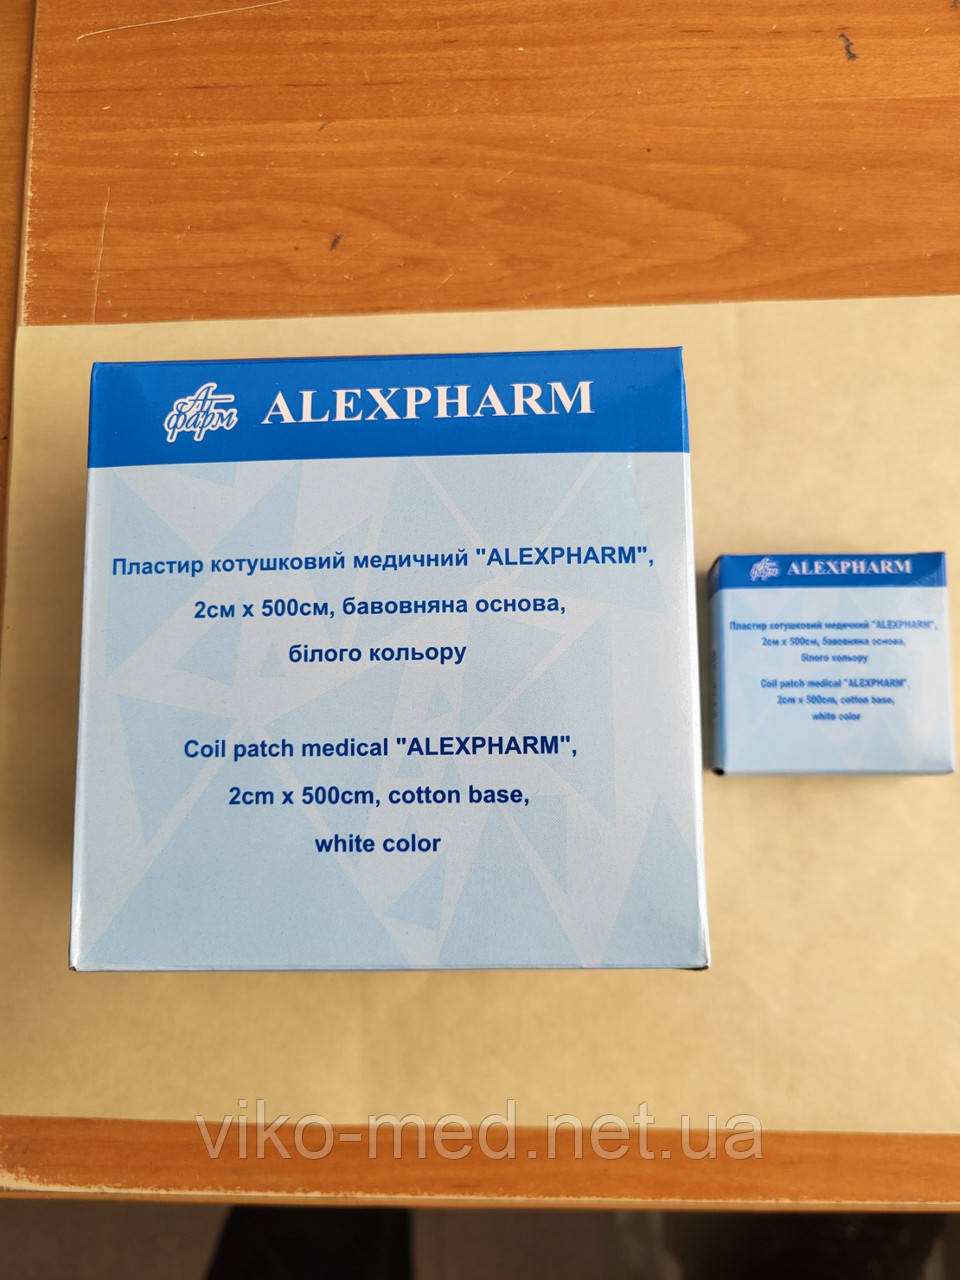 А-
фарм
ALEXPHARM
Пластир котушковий медичний "ALEXPHARM",
2см х 500см, бавовняна основа,
білого кольору
Coil patch medical "ALEXPHARM",
2cm x 500cm, cotton base,
white color
А-
фарм
ALEXPHARM
Пластир котушковий медичний "ALEXPHARM",
2см х 500см, бавовняна основа,
білого кольору
Coil patch medical "ALEXPHARM",
2cm x 500cm, cotton base,
white color
viko-med.net.ua